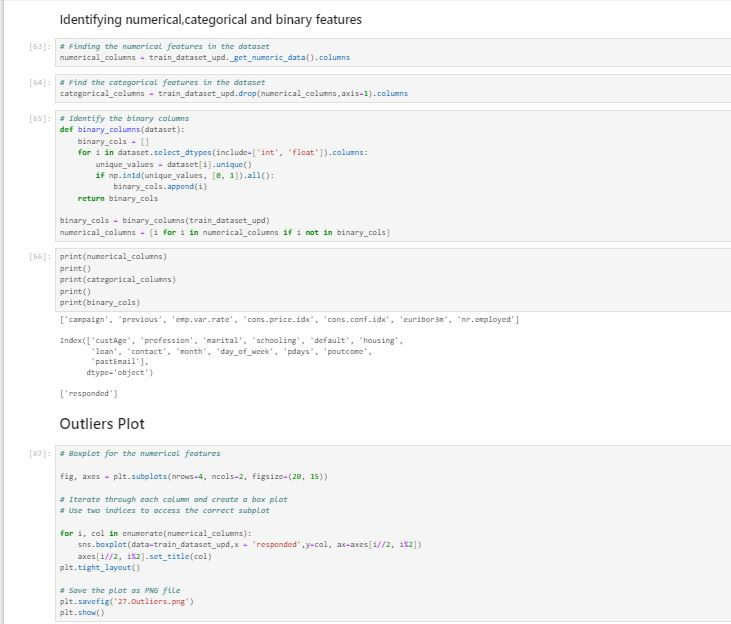 Identifying numerical,categorical and binary features
[63]: # Finding the numerical features in the dataset
numerical_columns = train_dataset_upd._get_numeric_data().columns
[64]: # Find the categorical features in the dataset
categorical_columns = train_dataset_upd.drop(numerical_columns,axis=1).columns
[65]: # Identify the binary columns
def binary_columns(dataset):
    binary_cols = []
    for i in dataset.select_dtypes(include=['int', 'float']).columns:
        unique_values = dataset[i].unique()
        if np.in1d(unique_values, [0, 1]).all():
            binary_cols.append(i)
    return binary_cols
binary_cols = binary_columns(train_dataset_upd)
numerical_columns = [i for i in numerical_columns if i not in binary_cols]
[66]: print(numerical_columns)
print()
print(categorical_columns)
print()
print(binary_cols)
['campaign', 'previous', 'emp.var.rate', 'cons.price.idx', 'cons.conf.idx', 'euribor3m', 'nr.employed']
Index(['custAge', 'profession', 'marital', 'schooling', 'default', 'housing',
       'loan', 'contact', 'month', 'day_of_week', 'pdays', 'poutcome',
       'pastEmail'],
      dtype='object')
['responded']
Outliers Plot
[67]: # Boxplot for the numerical features
fig, axes = plt.subplots(nrows=4, ncols=2, figsize=(20, 15))
# Iterate through each column and create a box plot
# Use two indices to access the correct subplot
for i, col in enumerate(numerical_columns):
    sns.boxplot(data=train_dataset_upd,x = 'responded',y=col, ax=axes[i//2, i%2])
    axes[i//2, i%2].set_title(col)
plt.tight_layout()
# Save the plot as PNG file
plt.savefig('27.Outliers.png')
plt.show()